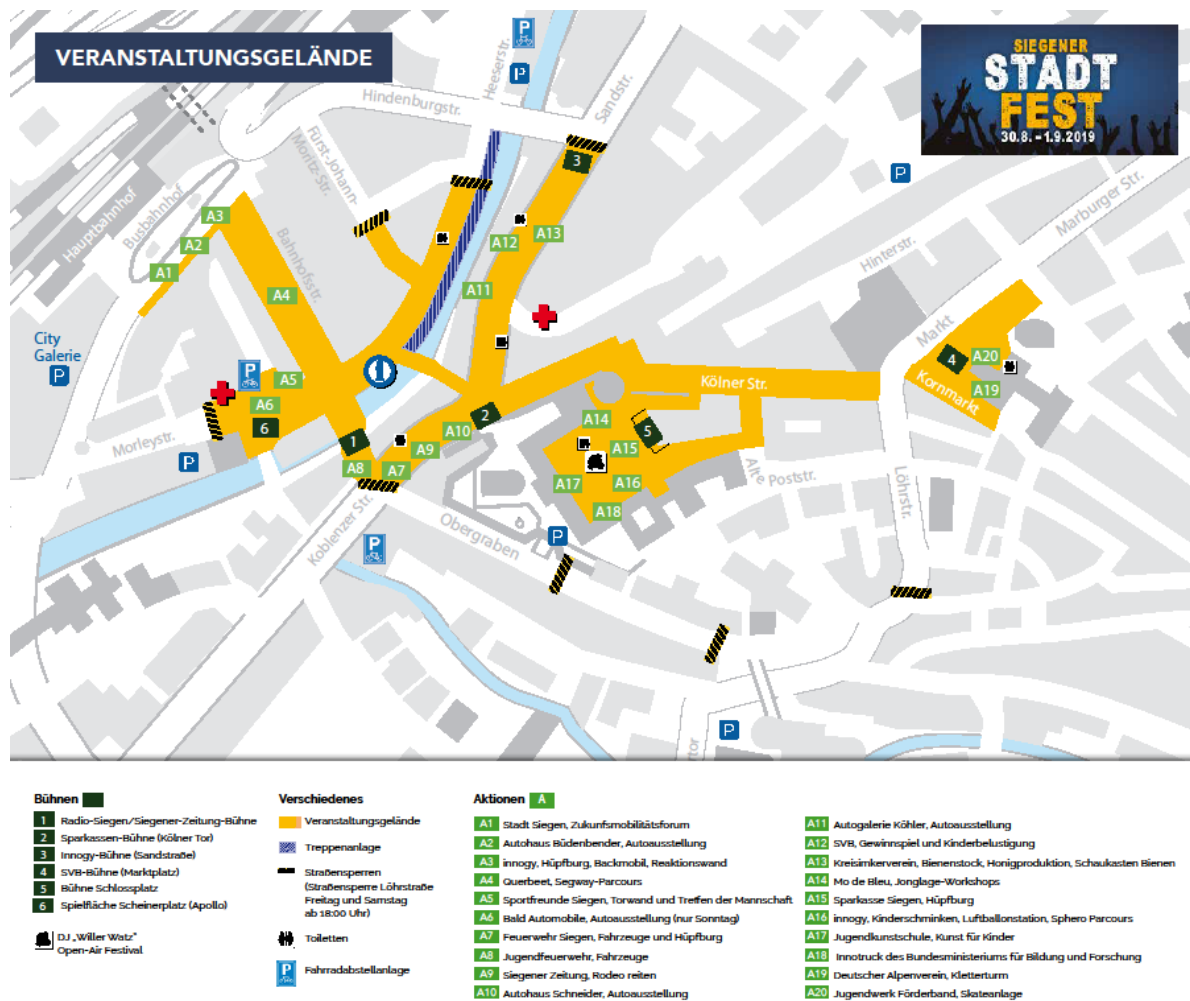 VERANSTALTUNGSGELÄNDE
SIEGENER
STADT
FEST
30.8. – 1.9.2019
P
P
Heeserstr.
Sandstr.
Hindenburgstr.
Fürst-Johann-
Moritz-Str.
3
P
Marburger Str.
Hauptbahnhof
Busbahnhof
A3
A2
A1
Bahnhofsstr.
A4
A12
A13
A11
Hinterstr.
Markt
City
Galerie
P
P
A5
A6
6
1
Kölner Str.
4
A20
A19
Kornmarkt
Morleystr.
P
1
A8
A7
A9
A10
2
A14
A15
5
A16
A17
A18
Alte Poststr.
Löhrstr.
Koblenzer Str.
Obergraben
P
P
P
tor
Bühnen
1 Radio-Siegen/Siegener-Zeitung-Bühne
2 Sparkassen-Bühne (Kölner Tor)
3 Innogy-Bühne (Sandstraße)
4 SVB-Bühne (Marktplatz)
5 Bühne Schlossplatz
6 Spielfläche Scheinerplatz (Apollo)
DJ „Willer Watz"
Open-Air Festival
Verschiedenes
Veranstaltungsgelände
Treppenanlage
Straßensperren
(Straßensperre Löhrstraße
Freitag und Samstag
ab 18:00 Uhr)
Toiletten
P Fahrradabstellanlage
Aktionen A
A1 Stadt Siegen, Zukunfsmobilitätsforum
A2 Autohaus Büdenbender, Autoausstellung
A3 innogy, Hüpfburg, Backmobil, Reaktionswand
A4 Querbeet, Segway-Parcours
A5 Sportfreunde Siegen, Torwand und Treffen der Mannschaft
A6 Bald Automobile, Autoausstellung (nur Sonntag)
A7 Feuerwehr Siegen, Fahrzeuge und Hüpfburg
A8 Jugendfeuerwehr, Fahrzeuge
A9 Siegener Zeitung, Rodeo reiten
A10 Autohaus Schneider, Autoausstellung
A11 Autogalerie Köhler, Autoausstellung
A12 SVB, Gewinnspiel und Kinderbelustigung
A13 Kreisimkerverein, Bienenstock, Honigproduktion, Schaukasten Bienen
A14 Mo de Bleu, Jonglage-Workshops
A15 Sparkasse Siegen, Hüpfburg
A16 innogy, Kinderschminken, Luftballonstation, Sphero Parcours
A17 Jugendkunstschule, Kunst für Kinder
A18 Innotruck des Bundesministeriums für Bildung und Forschung
A19 Deutscher Alpenverein, Kletterturm
A20 Jugendwerk Förderband, Skateanlage